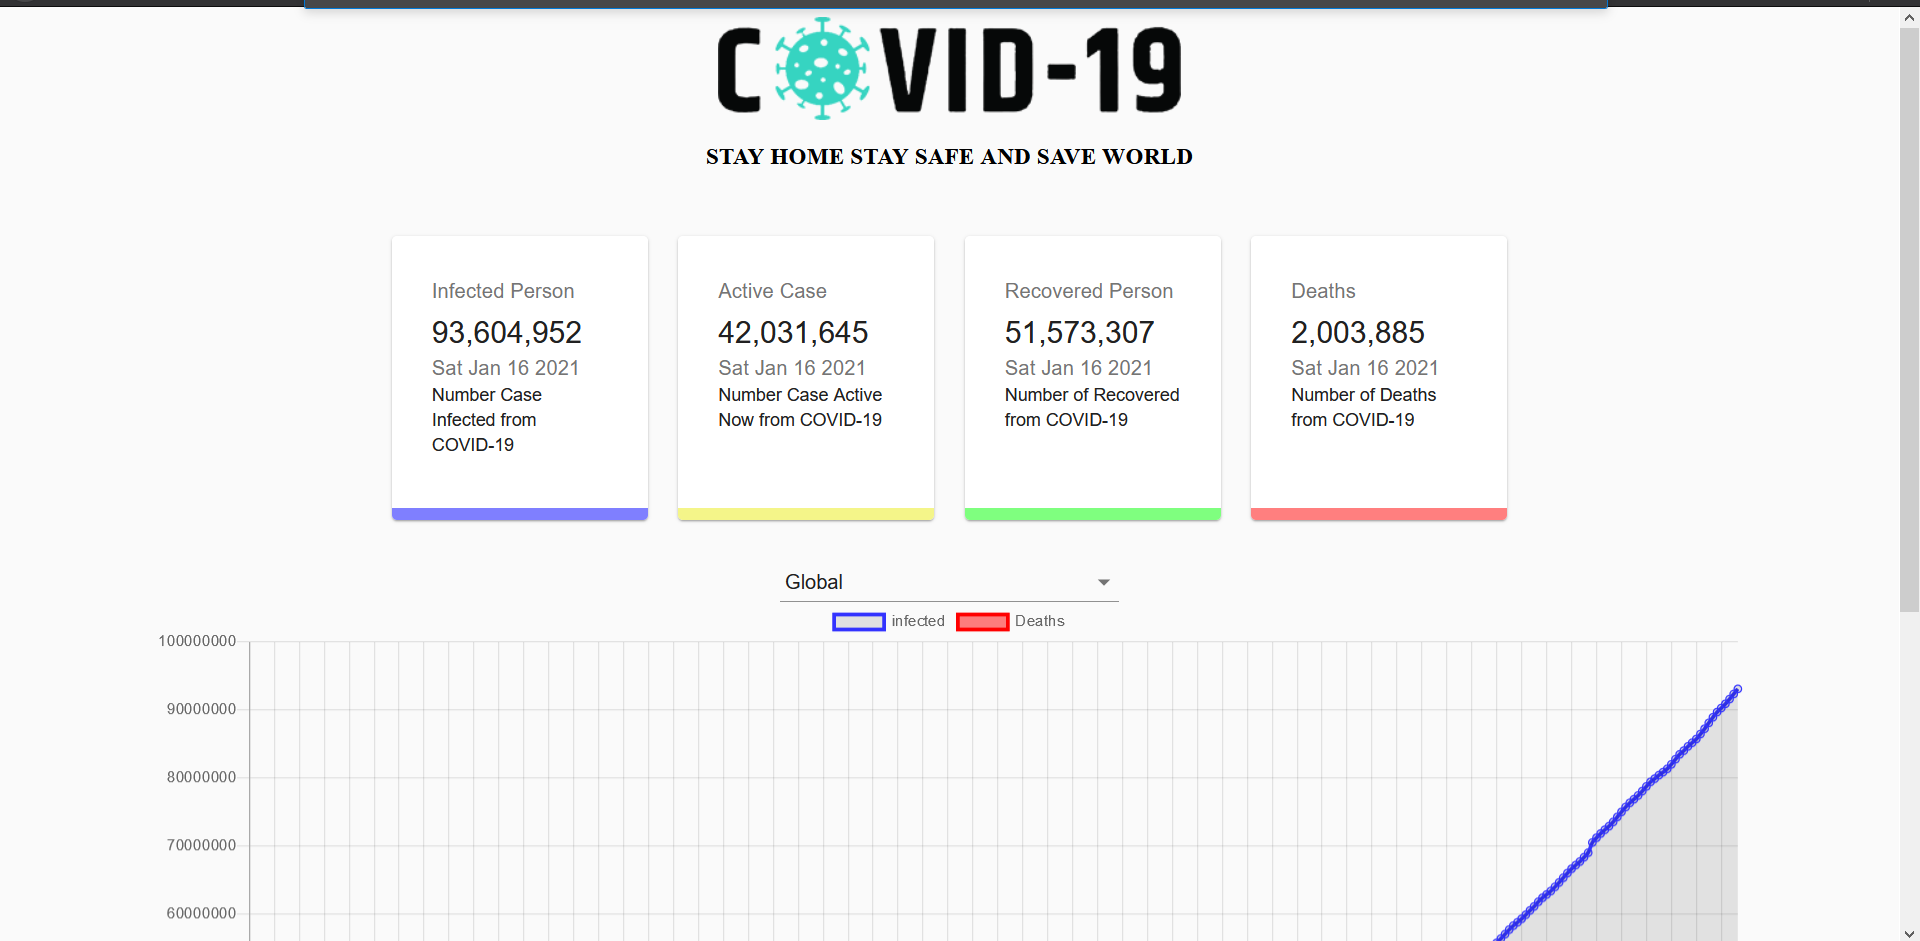 COVID-19
STAY HOME STAY SAFE AND SAVE WORLD
Infected Person
93,604,952
Sat Jan 16 2021
Number Case
Infected from
COVID-19
Active Case
42,031,645
Sat Jan 16 2021
Number Case Active
Now from COVID-19
Recovered Person
51,573,307
Sat Jan 16 2021
Number of Recovered
from COVID-19
Deaths
2,003,885
Sat Jan 16 2021
Number of Deaths
from COVID-19
Global
infected Deaths
100000000
90000000
80000000
70000000
60000000